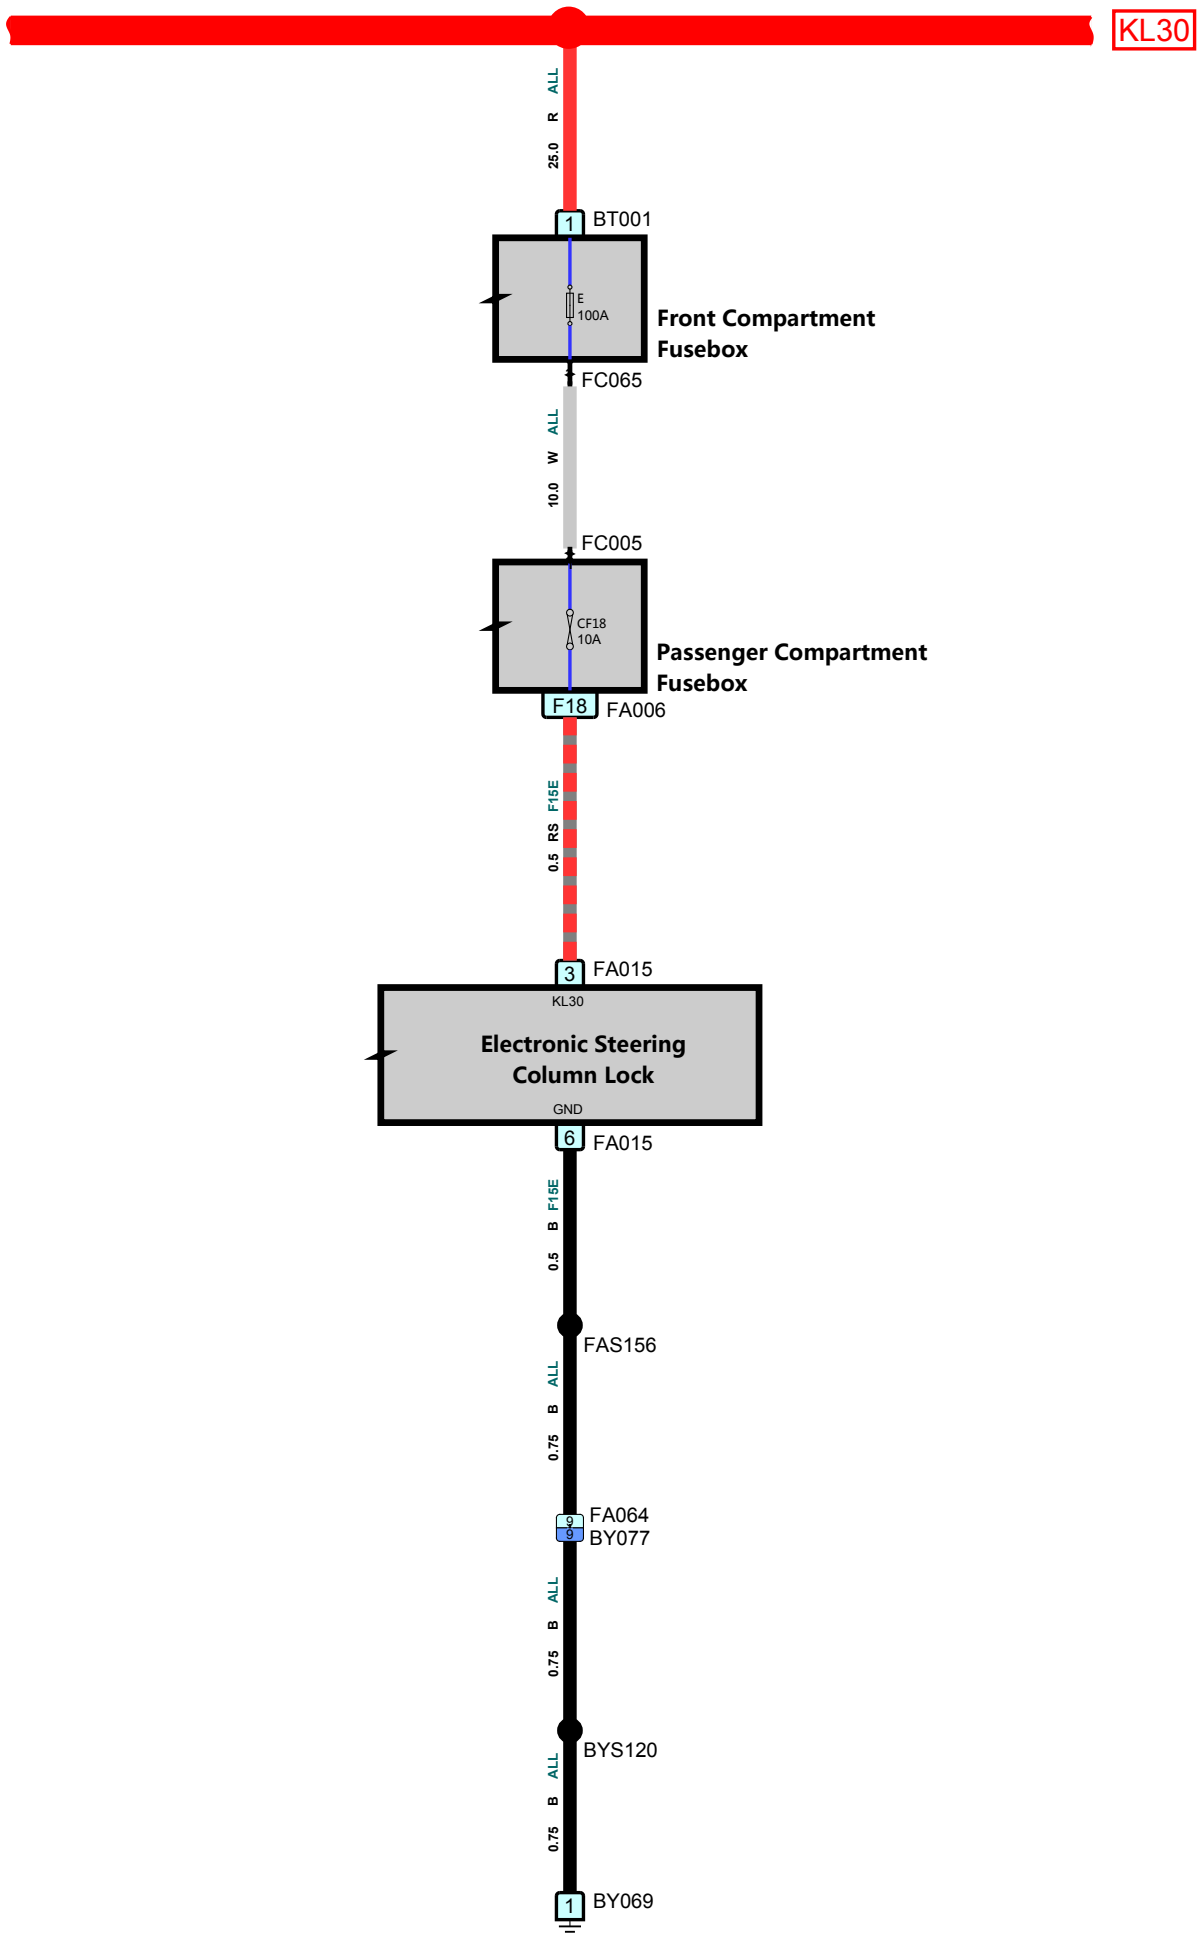 KL30
25.0 R ALL
1 BT001
E
100A
Front Compartment
Fusebox
FC065
10.0 W ALL
FC005
CF18
10A
Passenger Compartment
Fusebox
F18 FA006
0.5 RS F15E
3 FA015
KL30
Electronic Steering
Column Lock
GND
6 FA015
0.5 B F15E
FAS156
0.75 B ALL
9 FA064
9 BY077
0.75 B ALL
BYS120
0.75 B ALL
1 BY069